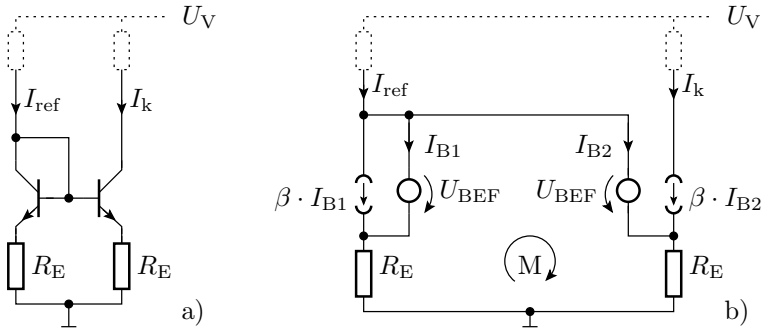 U_V
U_V
I_ref
I_k
I_ref
I_k
I_B1
I_B2
β · I_B1
U_BEF
U_BEF
β · I_B2
R_E
R_E
R_E
M
R_E
a)
b)